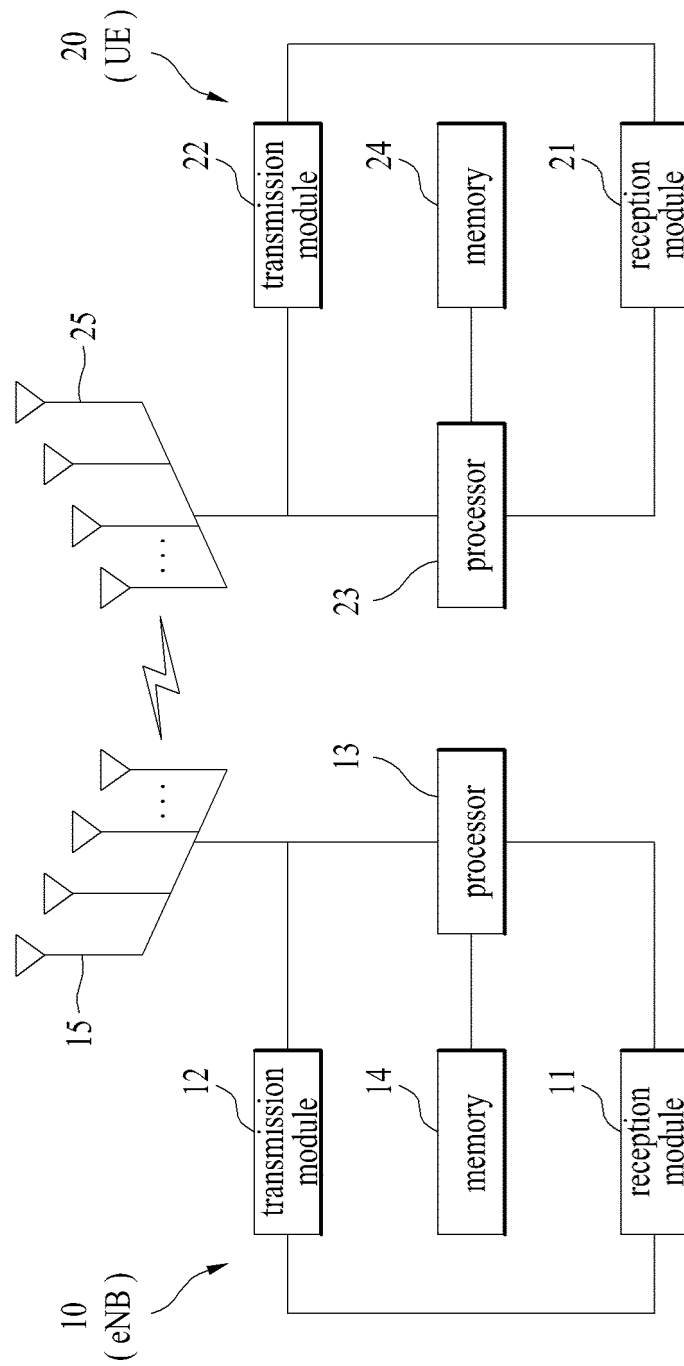 10
( eNB )
15
12
transmission
module
14
memory
13
processor
11
reception
module
. . . .
. . . .
25
20
( UE )
22
transmission
module
24
memory
23
processor
21
reception
module